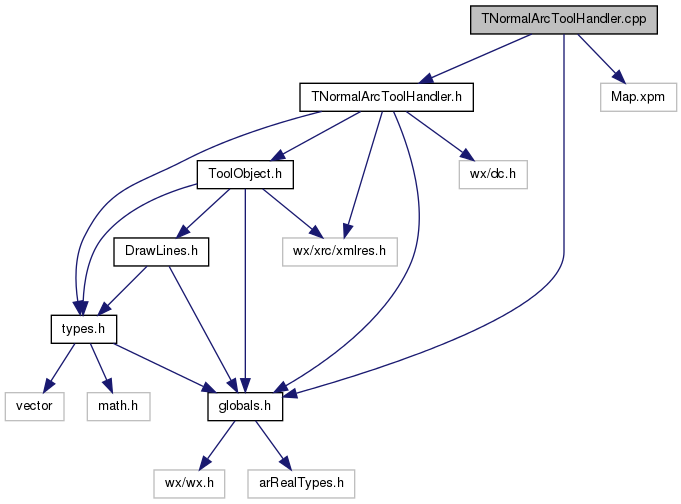 TNormalArcToolHandler.cpp
TNormalArcToolHandler.h
Map.xpm
ToolObject.h
wx/dc.h
DrawLines.h
wx/xrc/xmlres.h
types.h
vector
math.h
globals.h
wx/wx.h
arRealTypes.h